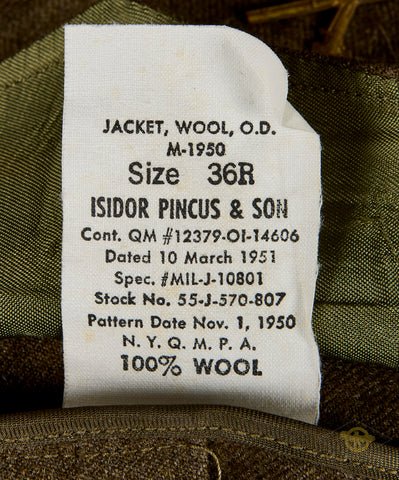 JACKET, WOOL, O.D.
M-1950
Size 36R
ISIDOR PINCUS & SON
Cont. QM #12379-OI-14606
Dated 10 March 1951
Spec. #MIL-J-10801
Stock No. 55-J-570-807
Pattern Date Nov. 1, 1950
N. Y. Q. M. P. A.
100% WOOL